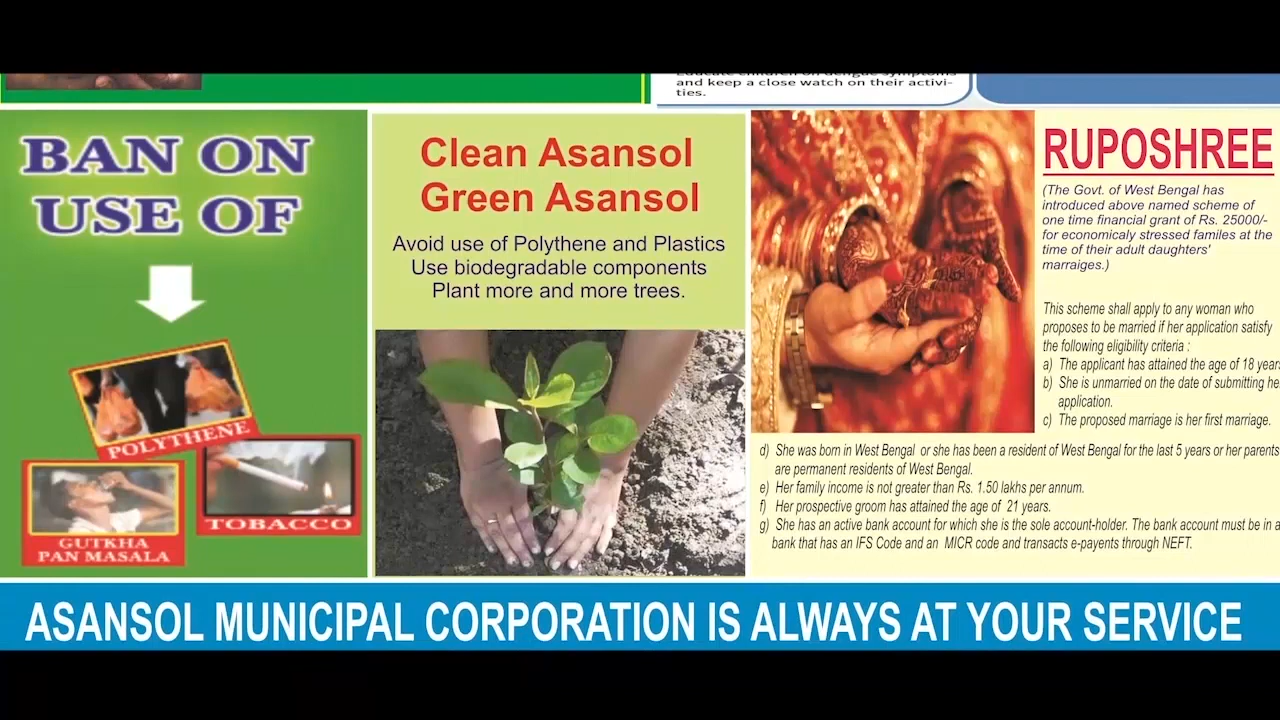 and keep a close watch on their activi-
ties.
BAN ON
USE OF
POLYTHENE
TOBACCO
GUTKHA
PAN MASALA
Clean Asansol
Green Asansol
Avoid use of Polythene and Plastics
Use biodegradable components
Plant more and more trees.
RUPOSHREE
(The Govt. of West Bengal has
introduced above named scheme of
one time financial grant of Rs. 25000/-
for economicaly stressed familes at the
time of their adult daughters'
marraiges.)
This scheme shall apply to any woman who
proposes to be married if her application satisfy
the following eligibility criteria :
a) The applicant has attained the age of 18 years
b) She is unmarried on the date of submitting he
application.
c) The proposed marriage is her first marriage.
d) She was born in West Bengal or she has been a resident of West Bengal for the last 5 years or her parents
are permanent residents of West Bengal.
e) Her family income is not greater than Rs. 1.50 lakhs per annum.
f) Her prospective groom has attained the age of 21 years.
g) She has an active bank account for which she is the sole account-holder. The bank account must be in a
bank that has an IFS Code and an MICR code and transacts e-payents through NEFT.
ASANSOL MUNICIPAL CORPORATION IS ALWAYS AT YOUR SERVICE